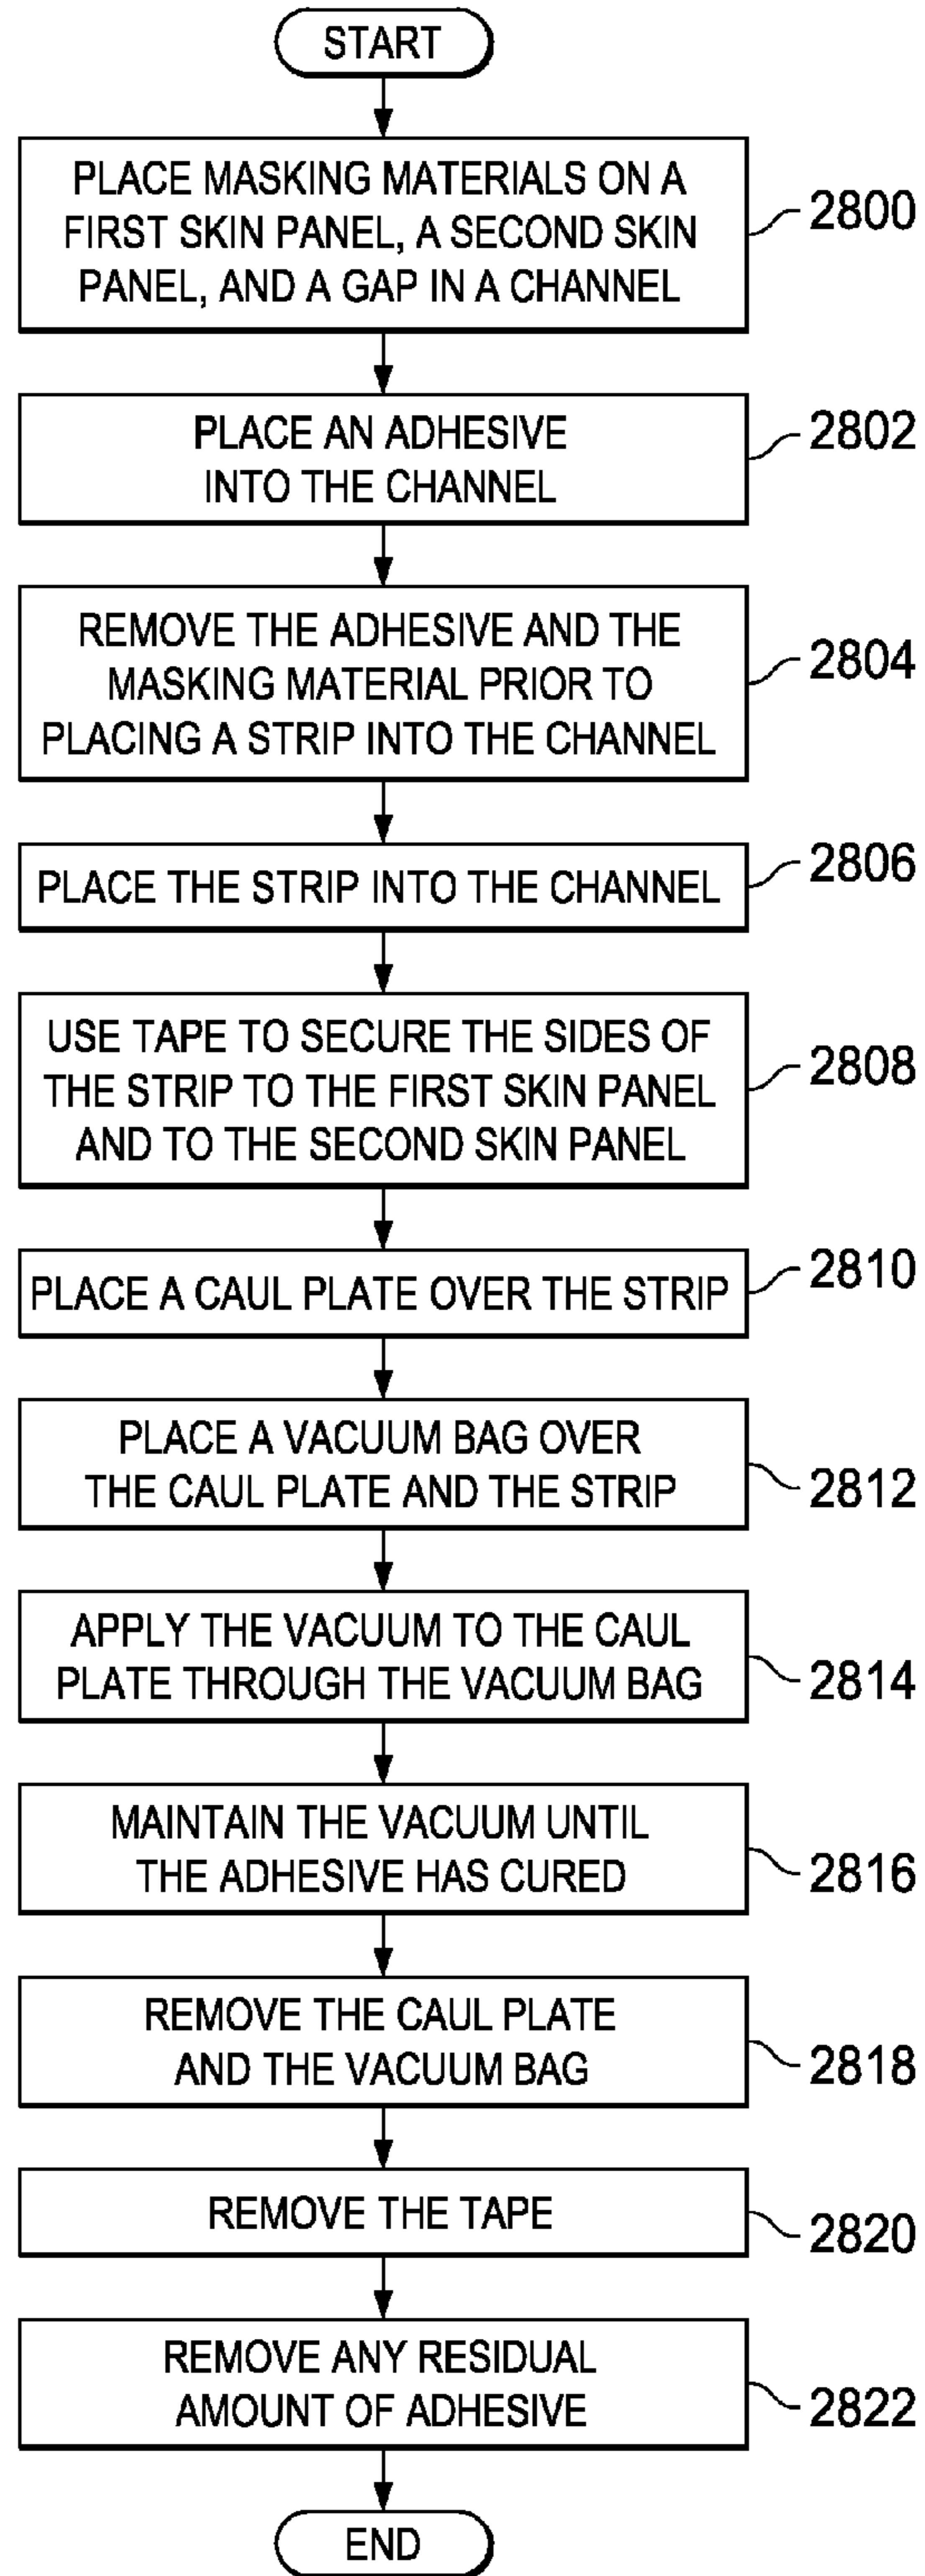 START
PLACE MASKING MATERIALS ON A
FIRST SKIN PANEL, A SECOND SKIN
PANEL, AND A GAP IN A CHANNEL
2800
PLACE AN ADHESIVE
INTO THE CHANNEL
2802
REMOVE THE ADHESIVE AND THE
MASKING MATERIAL PRIOR TO
PLACING A STRIP INTO THE CHANNEL
2804
PLACE THE STRIP INTO THE CHANNEL
2806
USE TAPE TO SECURE THE SIDES OF
THE STRIP TO THE FIRST SKIN PANEL
AND TO THE SECOND SKIN PANEL
2808
PLACE A CAUL PLATE OVER THE STRIP
2810
PLACE A VACUUM BAG OVER
THE CAUL PLATE AND THE STRIP
2812
APPLY THE VACUUM TO THE CAUL
PLATE THROUGH THE VACUUM BAG
2814
MAINTAIN THE VACUUM UNTIL
THE ADHESIVE HAS CURED
2816
REMOVE THE CAUL PLATE
AND THE VACUUM BAG
2818
REMOVE THE TAPE
2820
REMOVE ANY RESIDUAL
AMOUNT OF ADHESIVE
2822
END